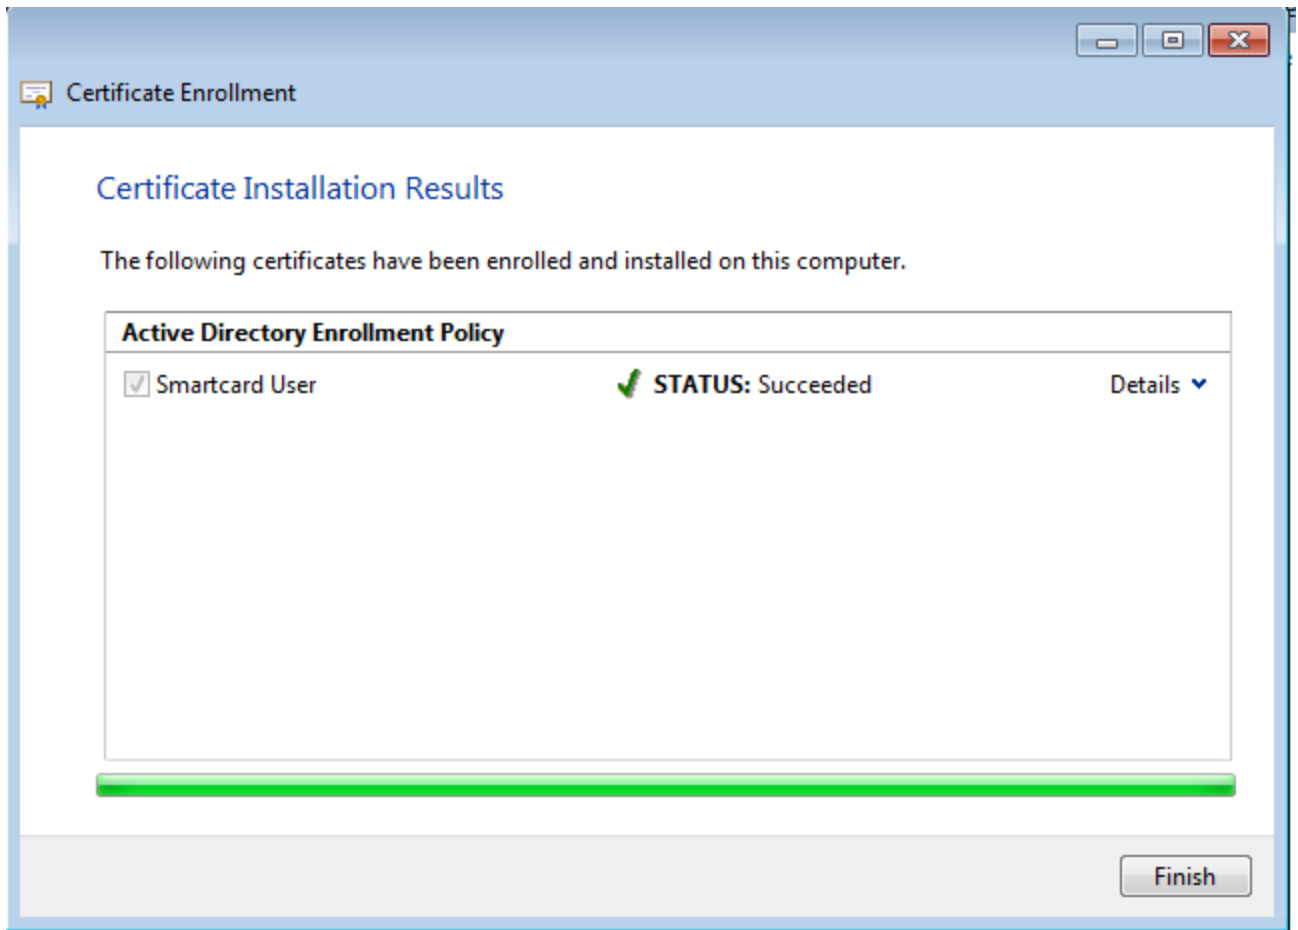 Certificate Enrollment
Certificate Installation Results
The following certificates have been enrolled and installed on this computer.
Active Directory Enrollment Policy
Smartcard User STATUS: Succeeded Details
Finish